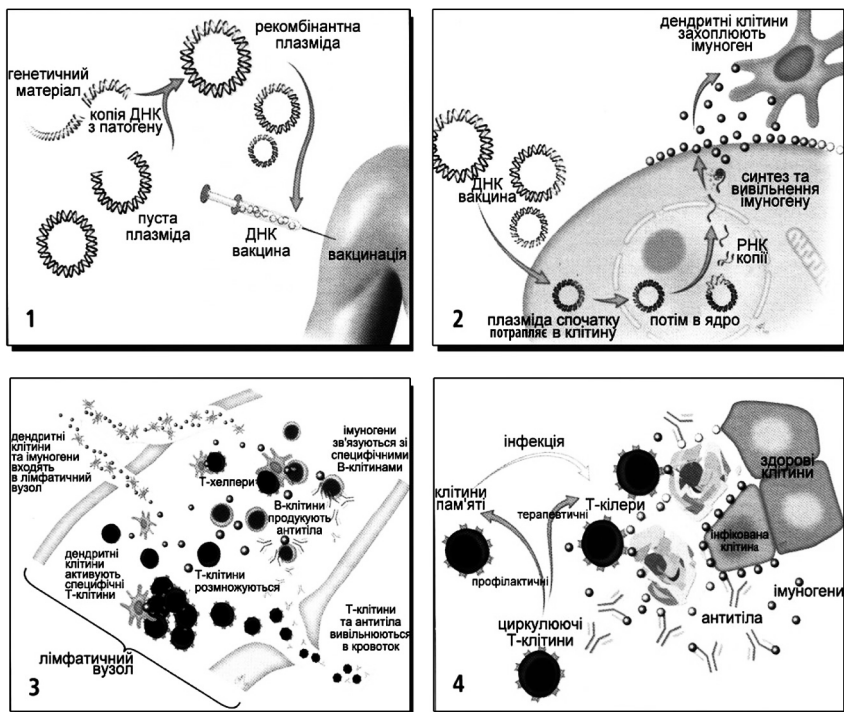 рекомбінантна
плазміда
генетичний
матеріал
копія ДНК
з патогену
пуста
плазміда
ДНК
вакцина
вакцинація
1
дендритні клітини
захоплюють
імуноген
ДНК
вакцина
синтез та
вивільнення
імуногену
РНК
копії
плазміда спочатку
потрапляє в клітину
потім в ядро
2
дендритні
клітини
та імуногени
входять
в лімфатичний
вузол
Т-хелпери
імуногени
зв'язуються зі
специфічними
В-клітинами
В-клітини
продукують
антитіла
дендритні
клітини
активують
специфічні
Т-клітини
Т-клітини
розмножуються
Т-клітини
та антитіла
вивільнюються
в кровоток
лімфатичний
вузол
3
інфекція
здорові
клітини
клітини
пам'яті
Т-кілери
терапевтичні
інфікована
клітина
профілактичні
імуногени
антитіла
циркулюючі
Т-клітини
4